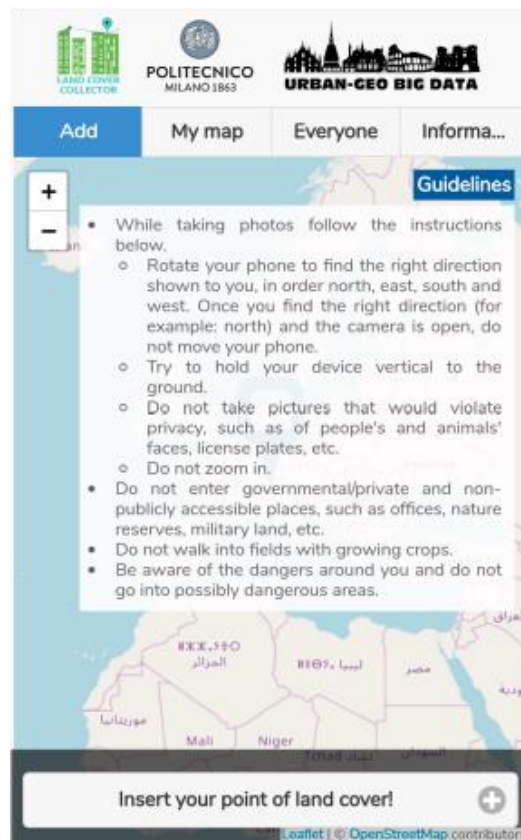 LAND COVER
COLLECTOR
POLITECNICO
MILANO 1863
URBAN-GEO BIG DATA
Add My map Everyone Informa...
+
Guidelines
−
• While taking photos follow the instructions
below.
○ Rotate your phone to find the right direction
shown to you, in order north, east, south and
west. Once you find the right direction (for
example: north) and the camera is open, do
not move your phone.
○ Try to hold your device vertical to the
ground.
○ Do not take pictures that would violate
privacy, such as of people's and animals'
faces, license plates, etc.
○ Do not zoom in.
• Do not enter governmental/private and non-
publicly accessible places, such as offices, nature
reserves, military land, etc.
• Do not walk into fields with growing crops.
• Be aware of the dangers around you and do not
go into possibly dangerous areas.
العراق
الجزائر
ليبيا
مصر
موريتانيا
Mali Niger
Tchad تشاد السودان
Insert your point of land cover!
Leaflet | © OpenStreetMap contributor